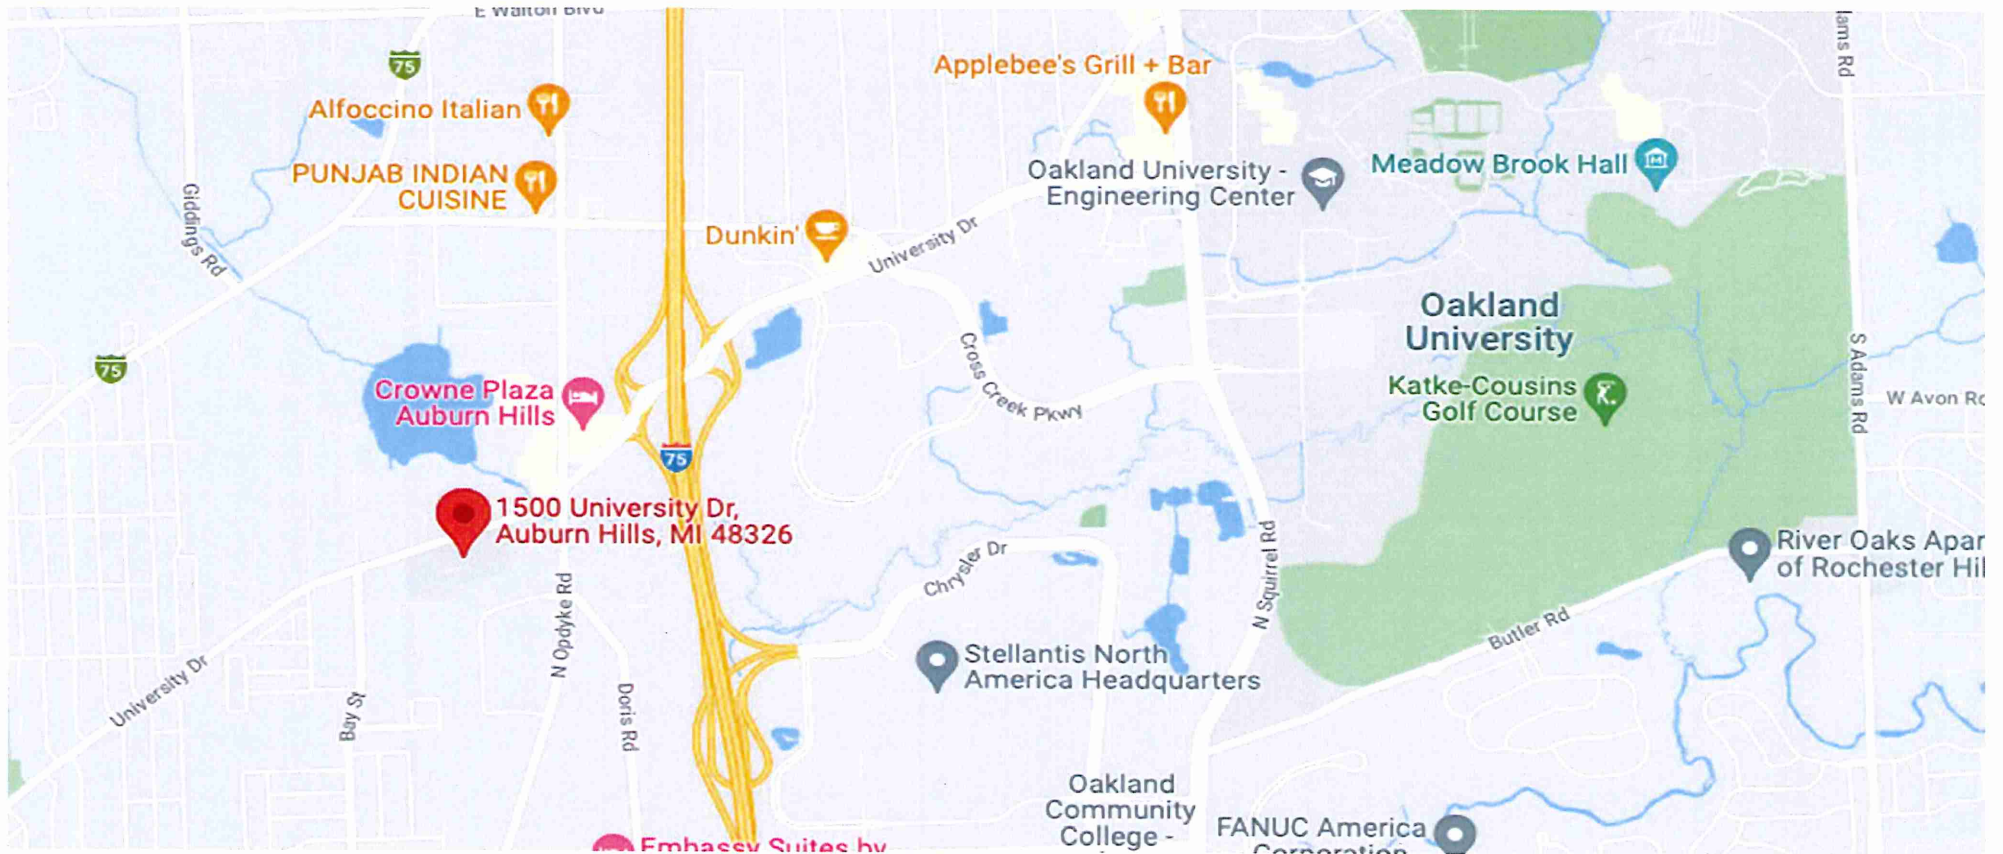 E Walton Blvd
75
Applebee's Grill + Bar
Alfoccino Italian
PUNJAB INDIAN
CUISINE
Giddings Rd
Dunkin'
University Dr
Oakland University -
Engineering Center
Meadow Brook Hall
Oakland
University
75
Crowne Plaza
Auburn Hills
Cross Creek Pkwy
Katke-Cousins
Golf Course
S Adams Rd
W Avon
75
1500 University Dr,
Auburn Hills, MI 48326
Chrysler Dr
N Squirrel Rd
River Oaks
of Rochester
N Opdyke Rd
Butler Rd
University Dr
Bay St
Doris Rd
Stellantis North
America Headquarters
Oakland
Community
College -
FANUC America
Corporation
Embassy Suites by